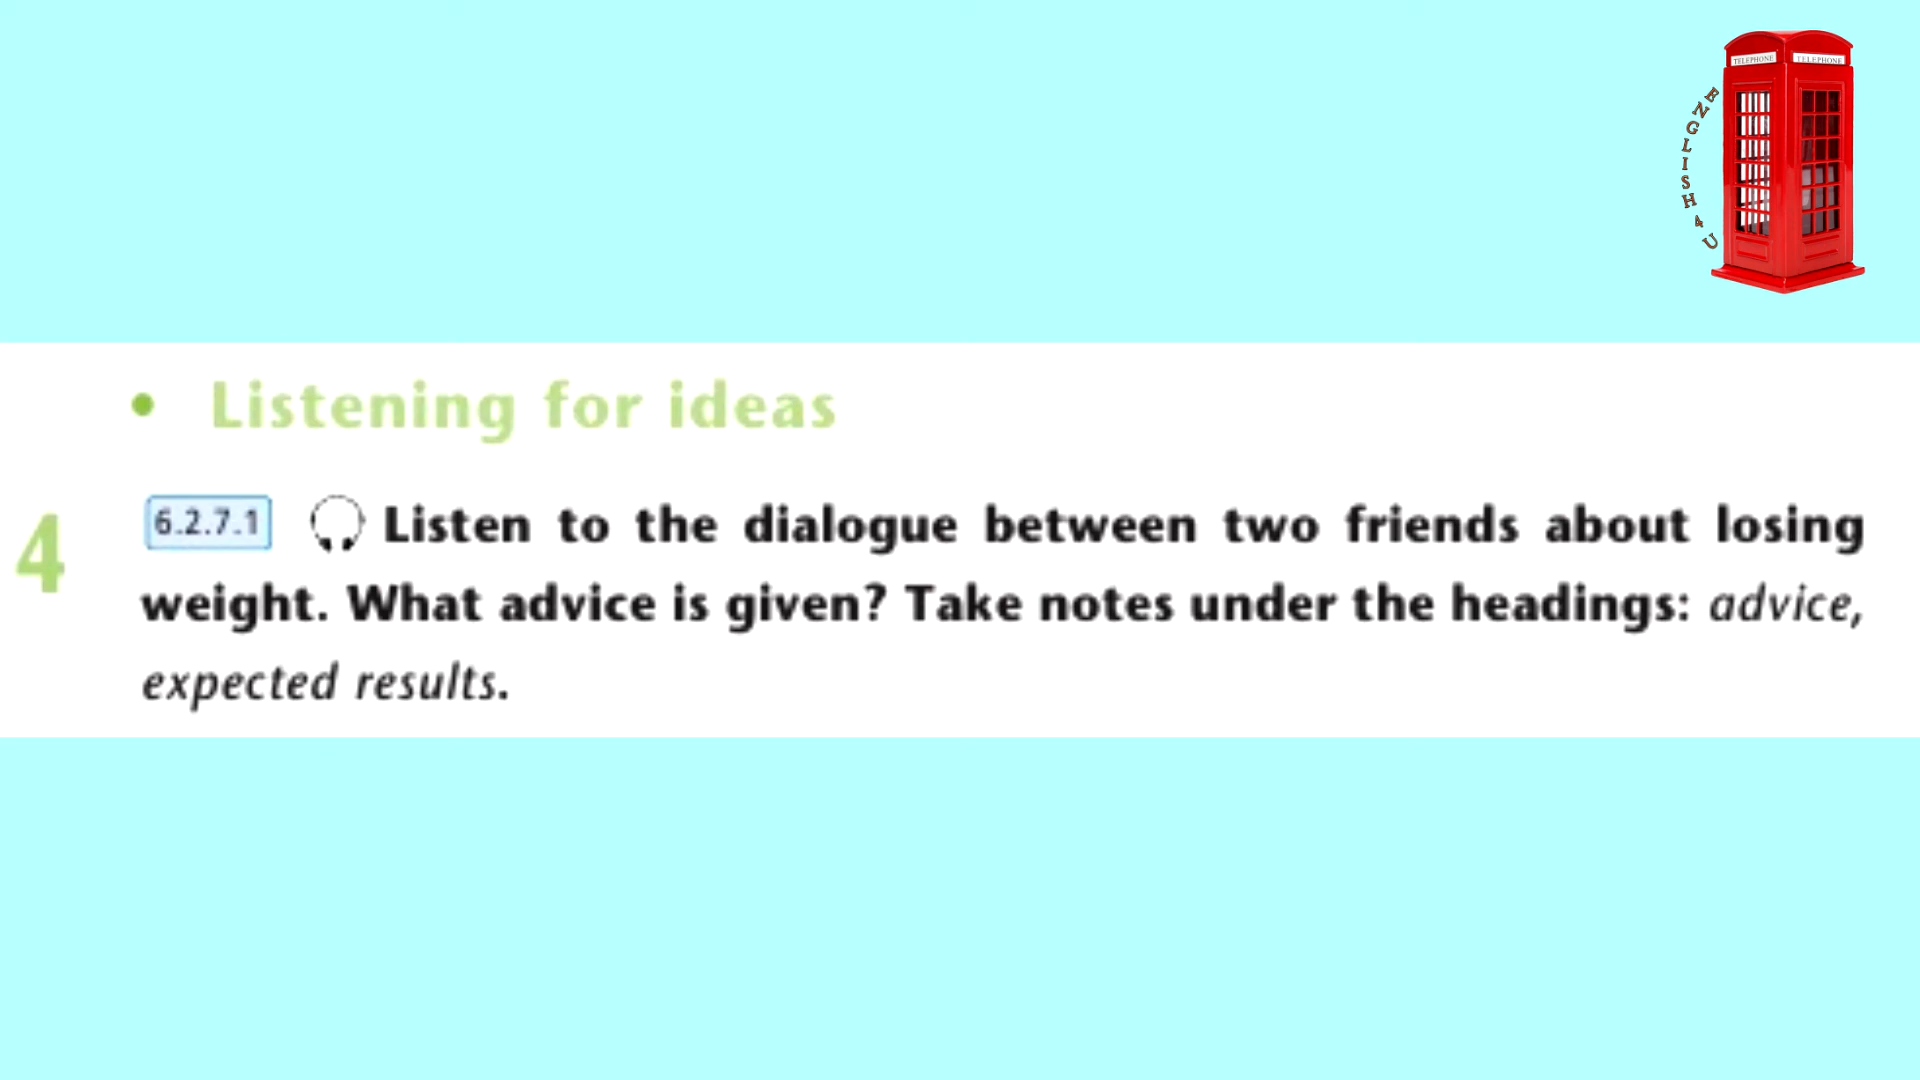 TELEPHONE TELEPHONE
ENGLISH 4 U
• Listening for ideas
4 6.2.7.1 Listen to the dialogue between two friends about losing
weight. What advice is given? Take notes under the headings: advice,
expected results.